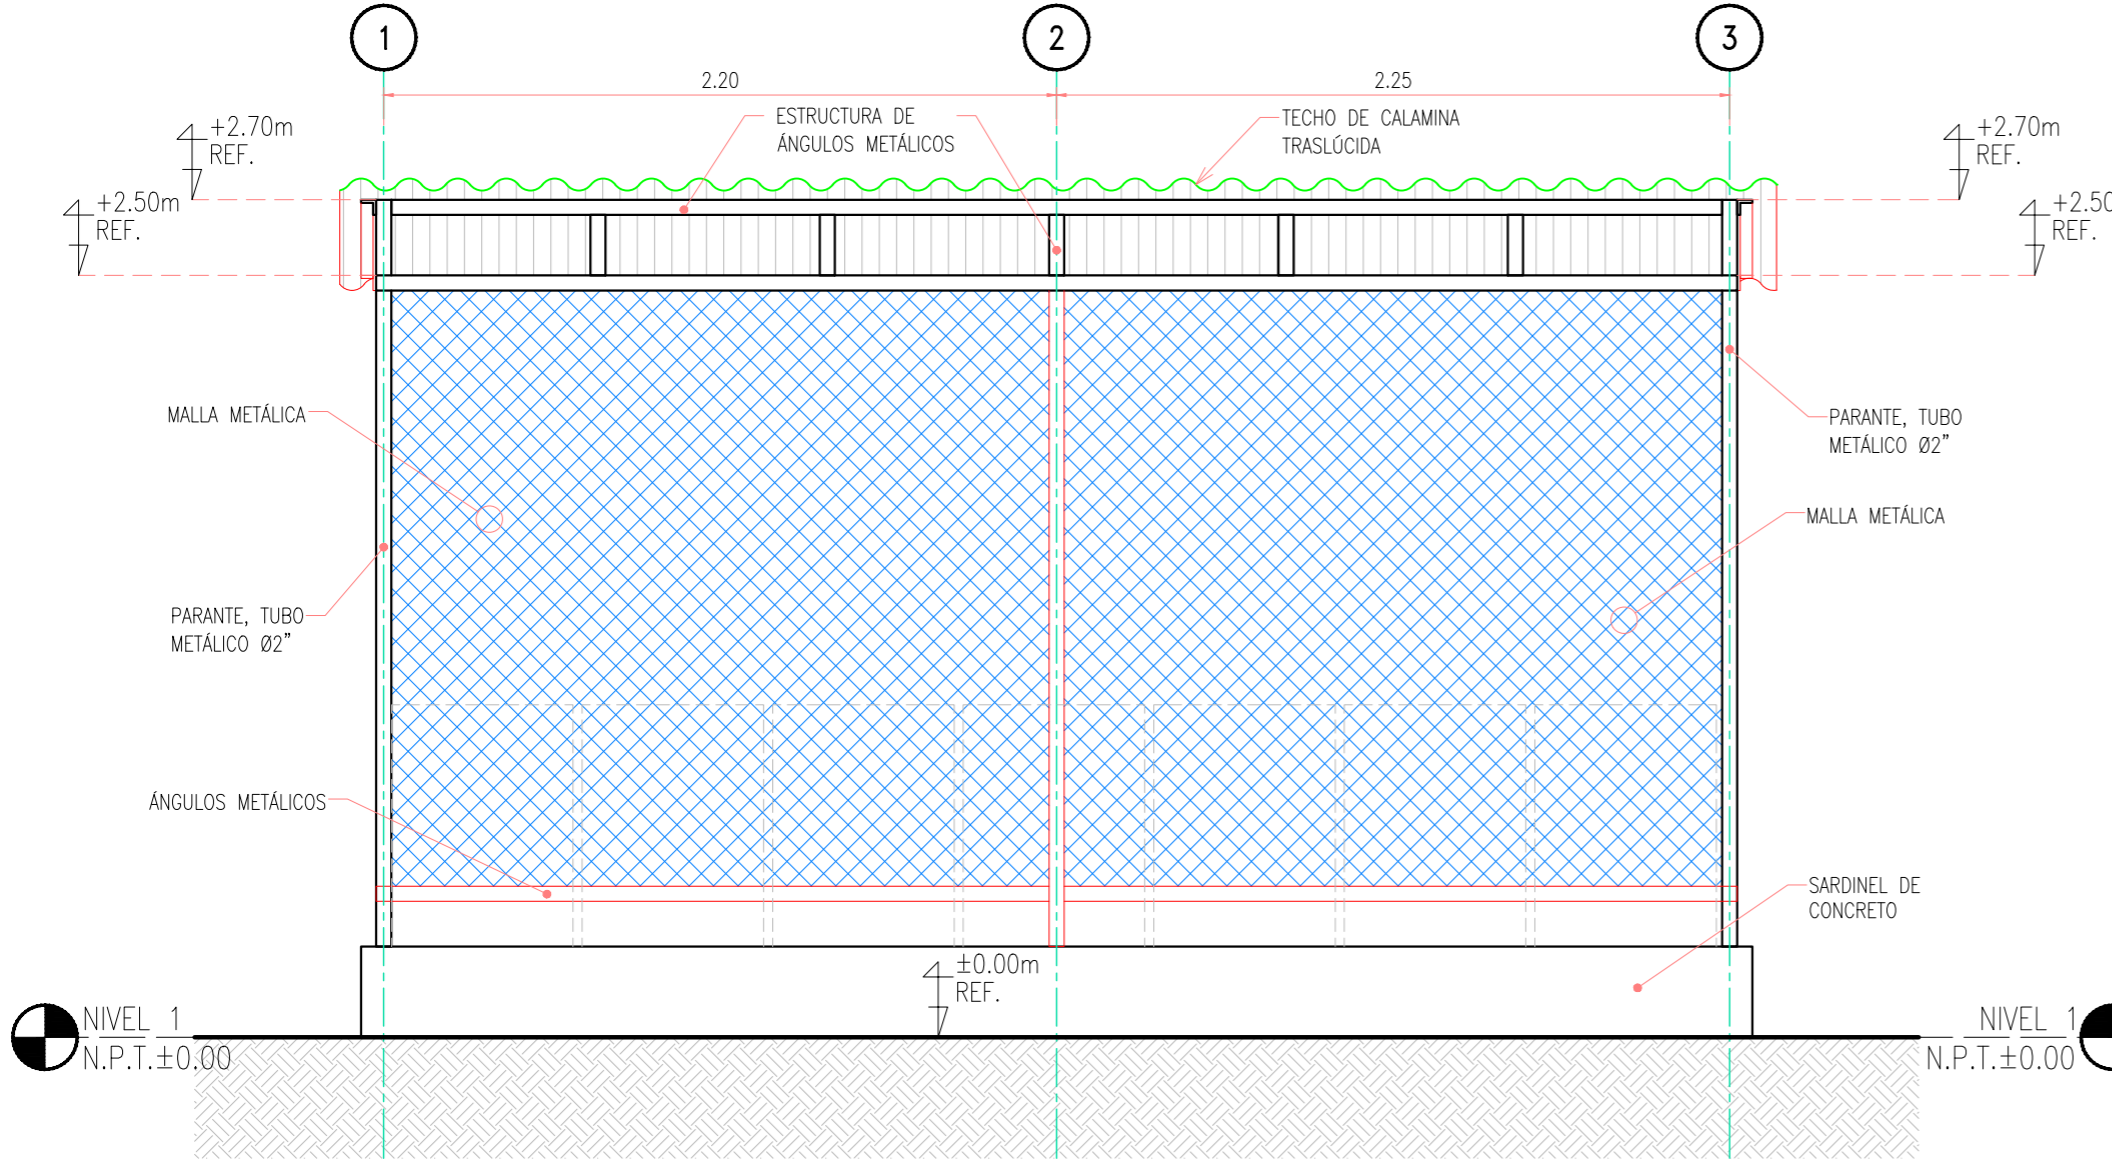 1
2
3
2.20
2.25
ESTRUCTURA DE
ÁNGULOS METÁLICOS
TECHO DE CALAMINA
TRASLÚCIDA
+2.70m
REF.
+2.70m
REF.
+2.50m
REF.
+2.50
REF.
MALLA METÁLICA
PARANTE, TUBO
METÁLICO Ø2”
MALLA METÁLICA
PARANTE, TUBO
METÁLICO Ø2”
ÁNGULOS METÁLICOS
SARDINEL DE
CONCRETO
±0.00m
REF.
NIVEL 1
N.P.T.±0.00
NIVEL 1
N.P.T.±0.00